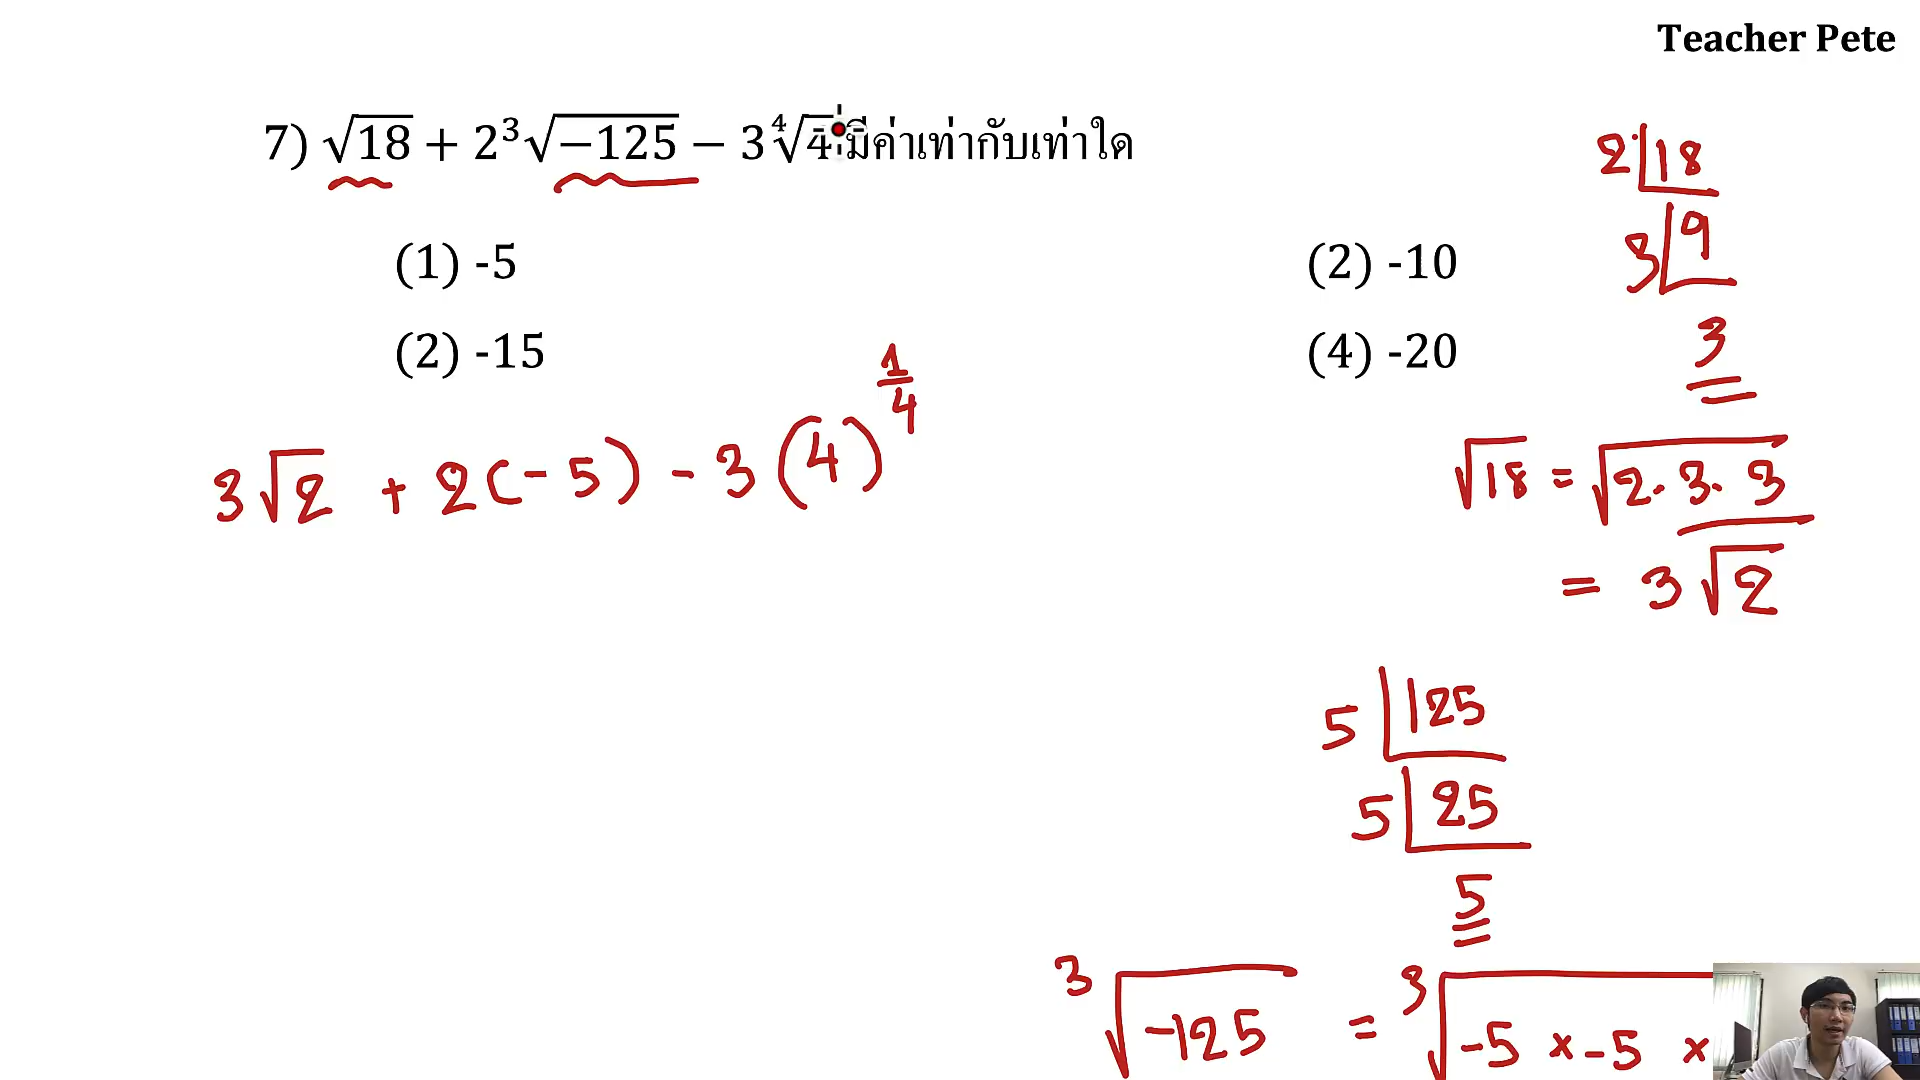 Teacher Pete
7) √18 + 2³√−125 − 3⁴√4 มีค่าเท่ากับเท่าใด
(1) -5
(2) -10
(2) -15
(4) -20
3√2 + 2(-5) - 3(4)^(1/4)
2 | 18
3 | 9
3
√18 = √2·3·3
= 3√2
5 | 125
5 | 25
5
³√-125 = ³√-5 × -5 ×